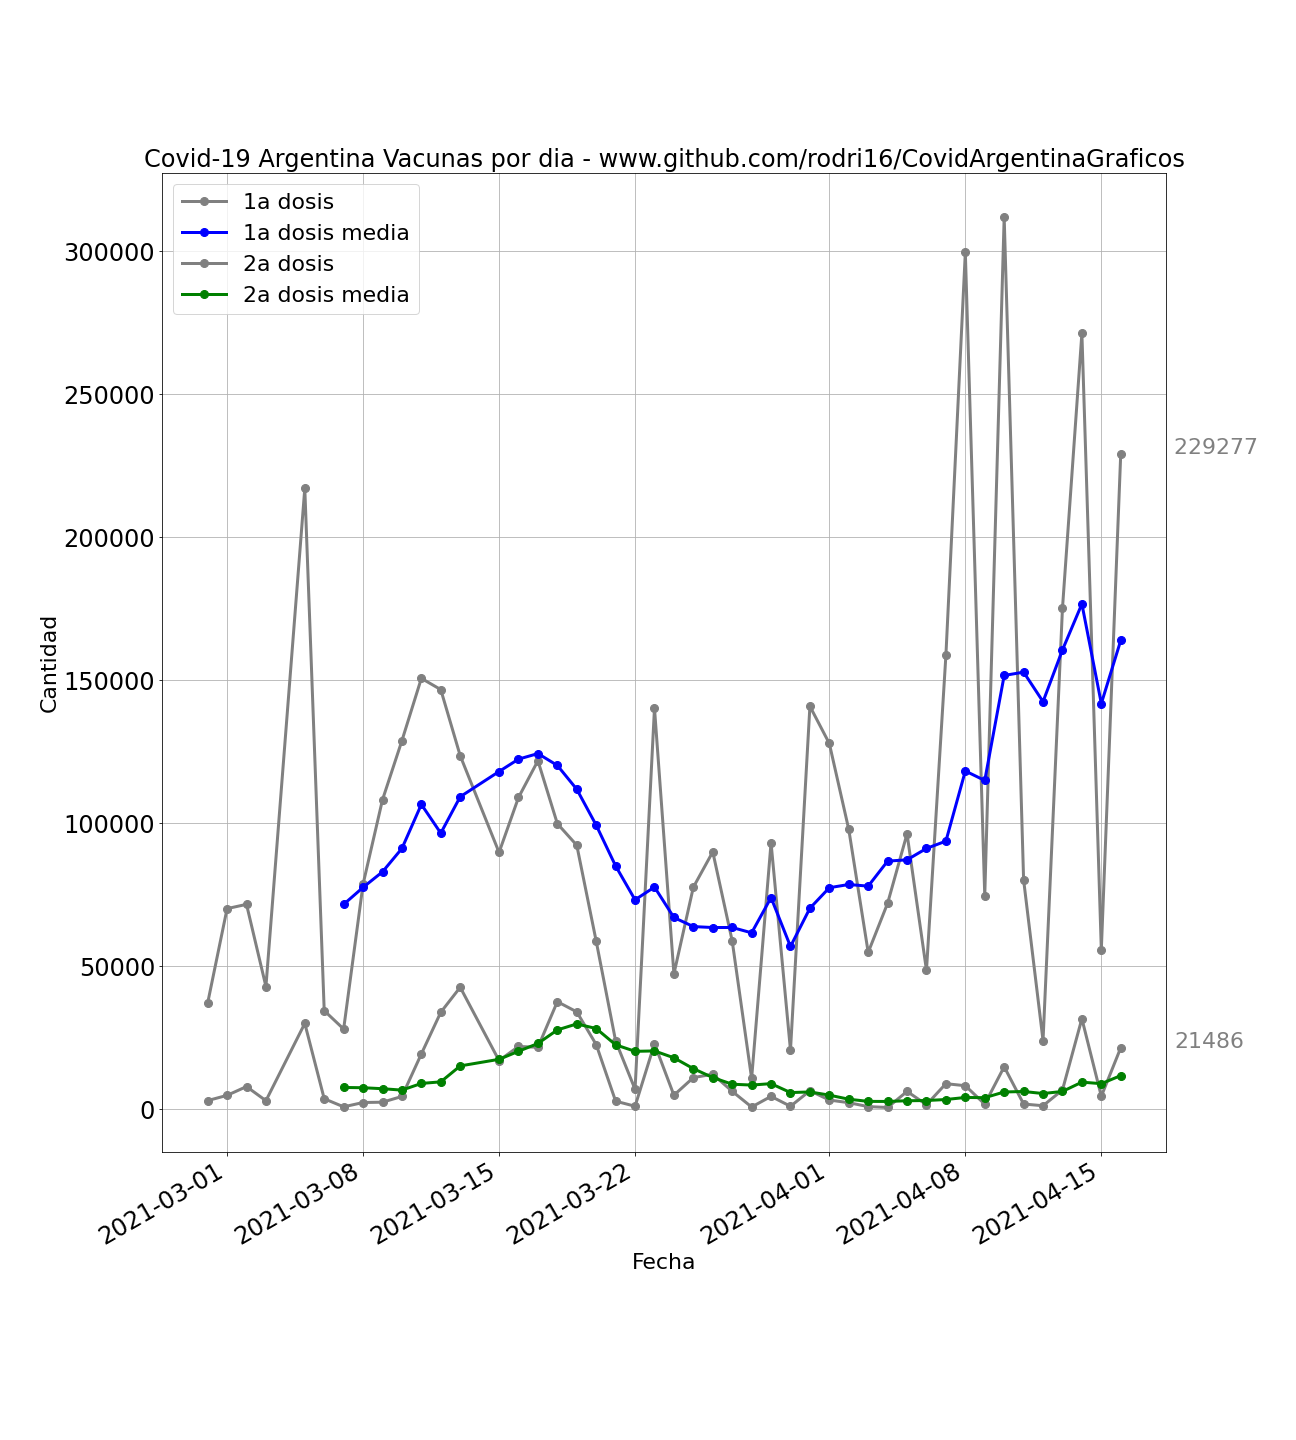 Covid-19 Argentina Vacunas por dia - www.github.com/rodri16/CovidArgentinaGraficos
1a dosis
1a dosis media
2a dosis
2a dosis media
300000
250000
229277
200000
150000
100000
50000
21486
0
Cantidad
2021-03-01
2021-03-08
2021-03-15
2021-03-22
2021-04-01
2021-04-08
2021-04-15
Fecha